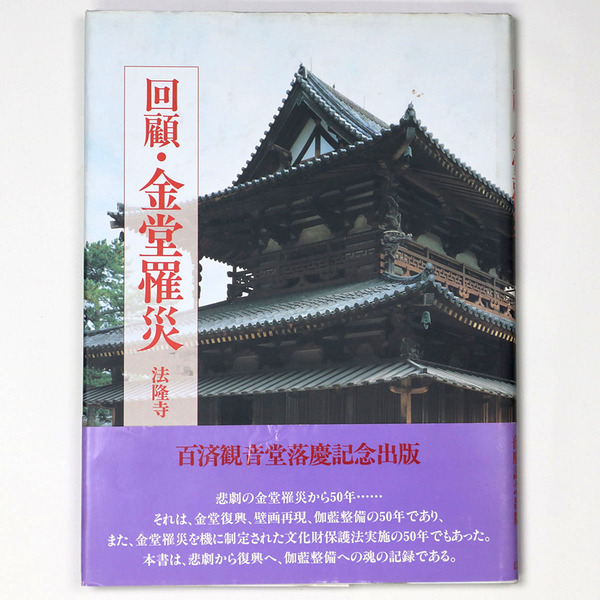 回顧・金堂罹災
法隆寺
百済観音堂落慶記念出版
悲劇の金堂罹災から50年……
それは、金堂復興、壁画再現、伽藍整備の50年であり、
また、金堂罹災を機に制定された文化財保護法実施の50年でもあった。
本書は、悲劇から復興へ、伽藍整備への魂の記録である。